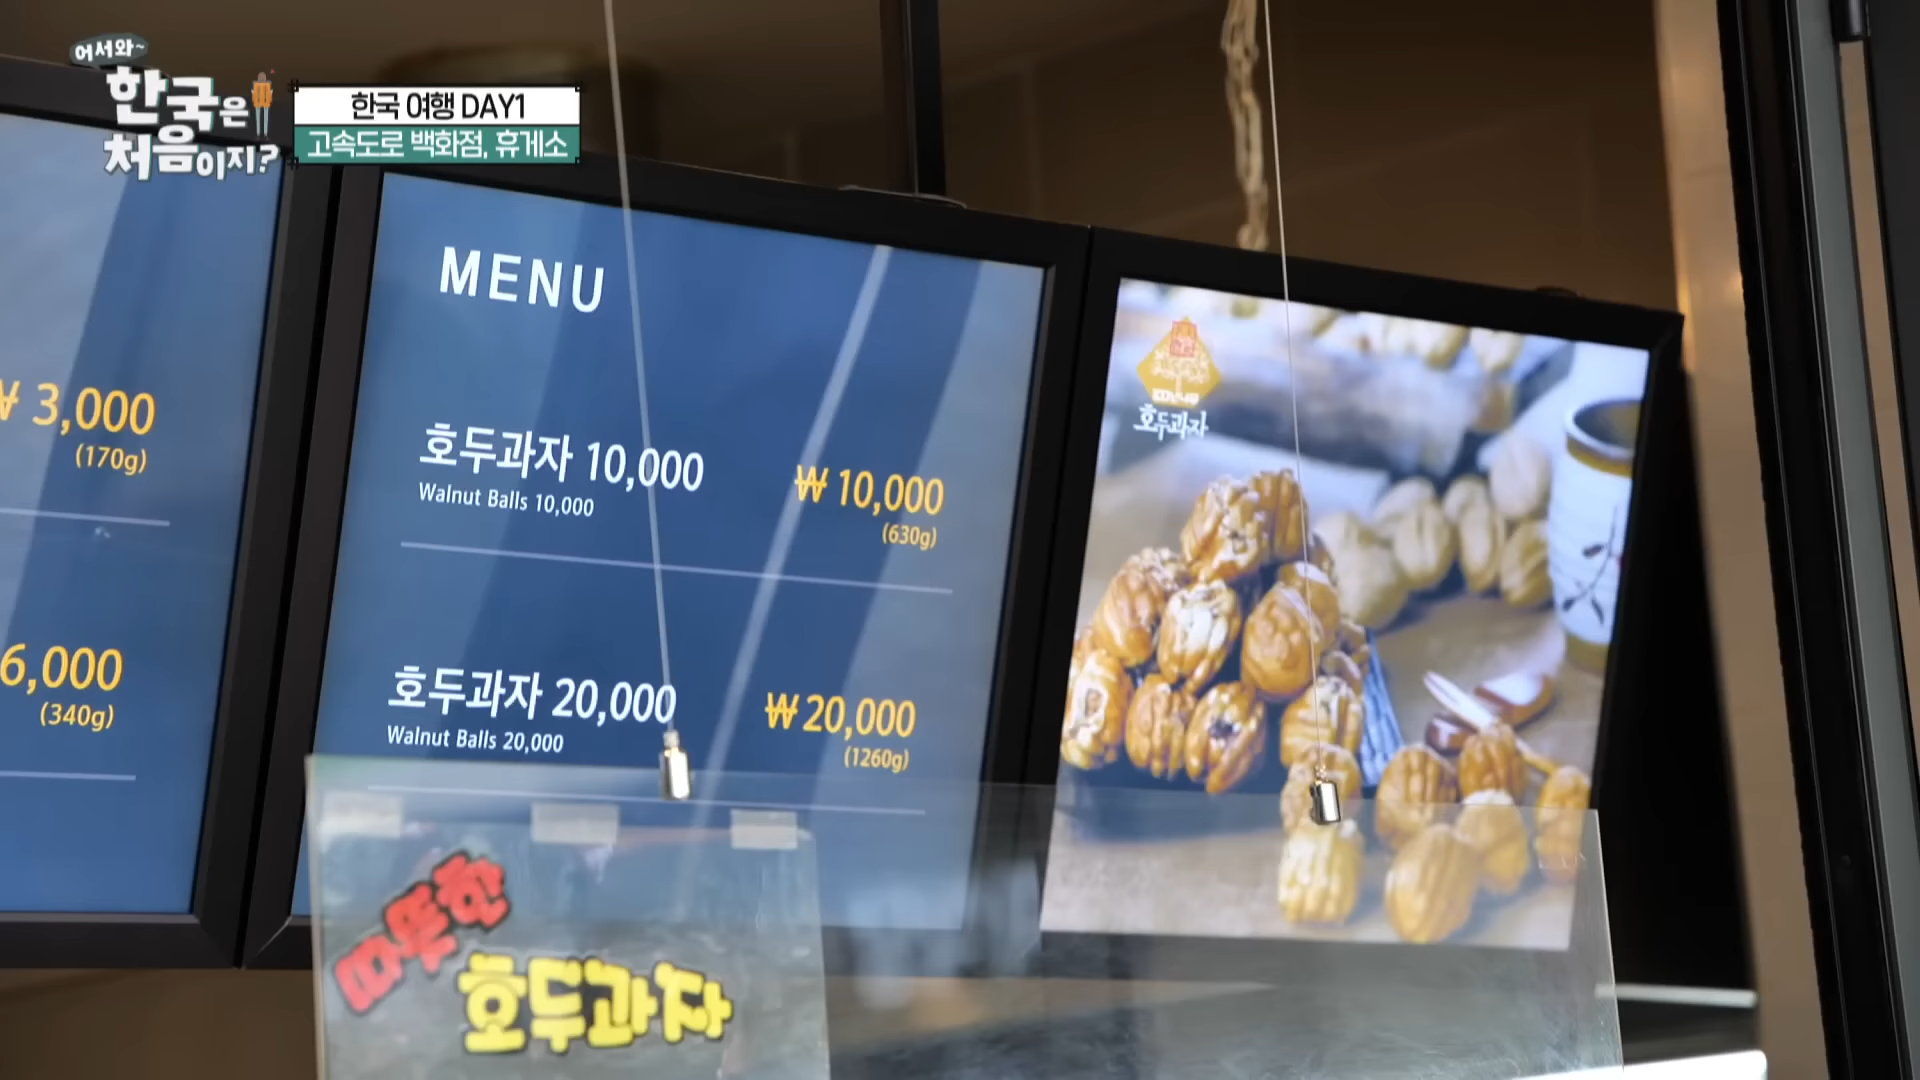 어서와~
한국은
처음이지?
한국 여행 DAY1
고속도로 백화점, 휴게소
₩ 3,000
(170g)
6,000
(340g)
MENU
호두과자 10,000
Walnut Balls 10,000
₩ 10,000
(630g)
호두과자 20,000
Walnut Balls 20,000
₩ 20,000
(1260g)
호두과자
따뜻한
호두과자